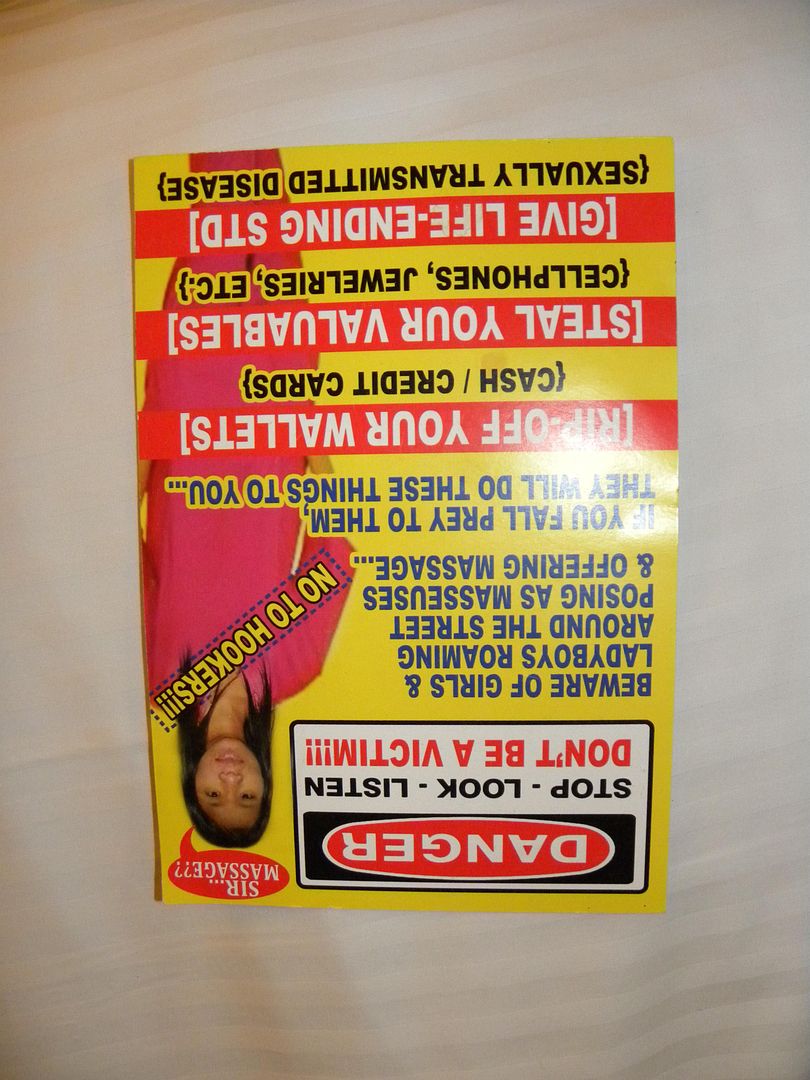 DANGER
STOP - LOOK - LISTEN
DON'T BE A VICTIM!!!
SIR...
MASSAGE??
NO TO HOOKERS!!!
BEWARE OF GIRLS &
LADYBOYS ROAMING
AROUND THE STREET
POSING AS MASSEUSES
& OFFERING MASSAGE...
IF YOU FALL PREY TO THEM,
THEY WILL DO THESE THINGS TO YOU...
[RIP-OFF YOUR WALLETS]
{CASH / CREDIT CARDS}
[STEAL YOUR VALUABLES]
{CELLPHONES, JEWELRIES, ETC.}
[GIVE LIFE-ENDING STD]
{SEXUALLY TRANSMITTED DISEASE}